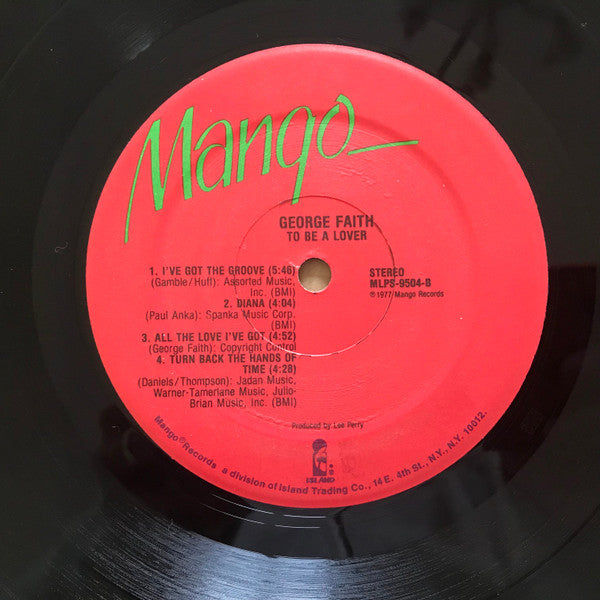 Mango
GEORGE FAITH
TO BE A LOVER
1. I'VE GOT THE GROOVE (5:46)
(Gamble/Huff): Assorted Music,
Inc. (BMI)
2. DIANA (4:04)
(Paul Anka): Spanka Music Corp.
(BMI)
3. ALL THE LOVE I'VE GOT (4:52)
(George Faith): Copyright Control
4. TURN BACK THE HANDS OF
TIME (4:28)
(Daniels/Thompson): Jadan Music,
Warner-Tamerlane Music, Julio-
Brian Music, Inc. (BMI)
STEREO
MLPS-9504-B
℗1977 Mango Records
Produced by Lee Perry
ISLAND
Mango® Records a division of Island Trading Co., 14 E. 4th St., N.Y., N.Y. 10012.